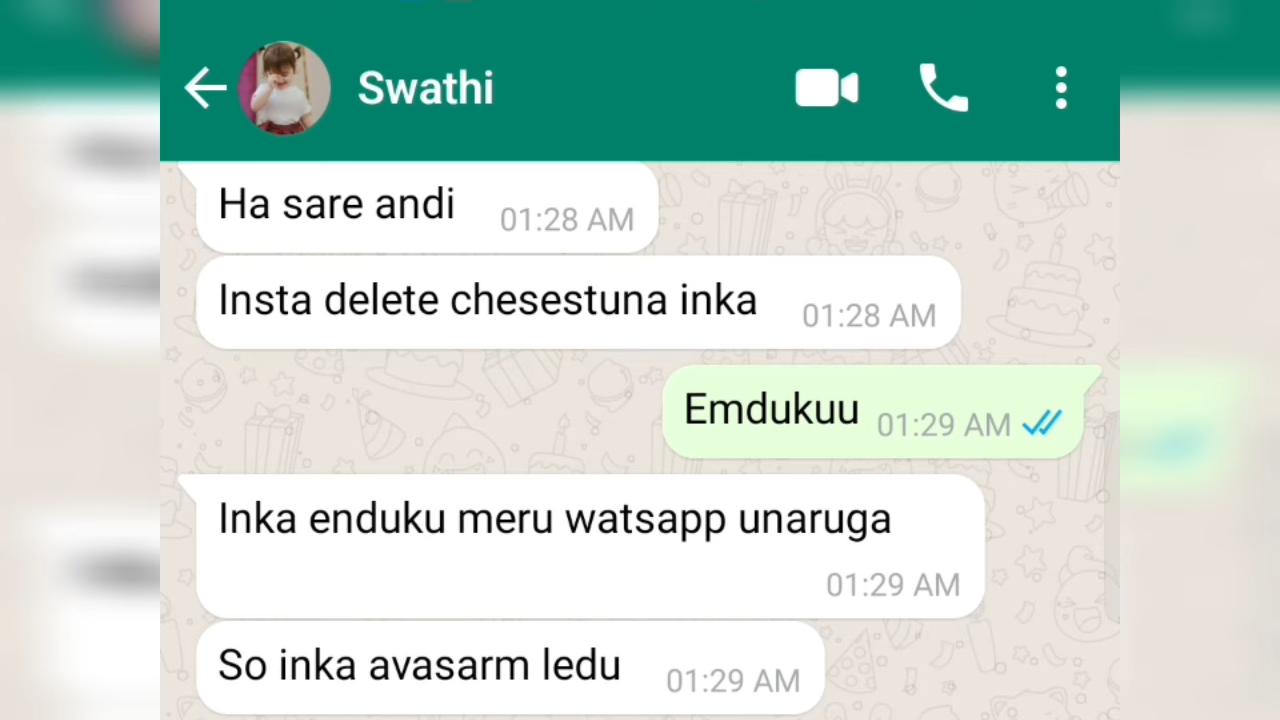 Swathi
Ha sare andi 01:28 AM
Insta delete chesestuna inka 01:28 AM
Emdukuu 01:29 AM
Inka enduku meru watsapp unaruga
01:29 AM
So inka avasarm ledu 01:29 AM